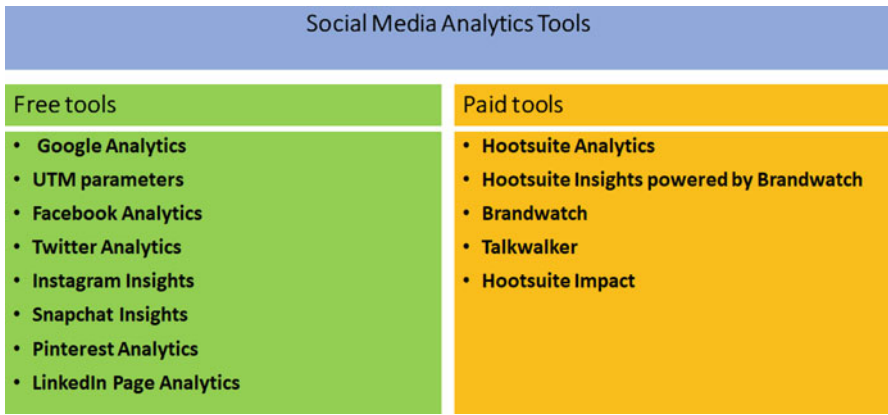 Social Media Analytics Tools
Free tools
• Google Analytics
• UTM parameters
• Facebook Analytics
• Twitter Analytics
• Instagram Insights
• Snapchat Insights
• Pinterest Analytics
• LinkedIn Page Analytics
Paid tools
• Hootsuite Analytics
• Hootsuite Insights powered by Brandwatch
• Brandwatch
• Talkwalker
• Hootsuite Impact